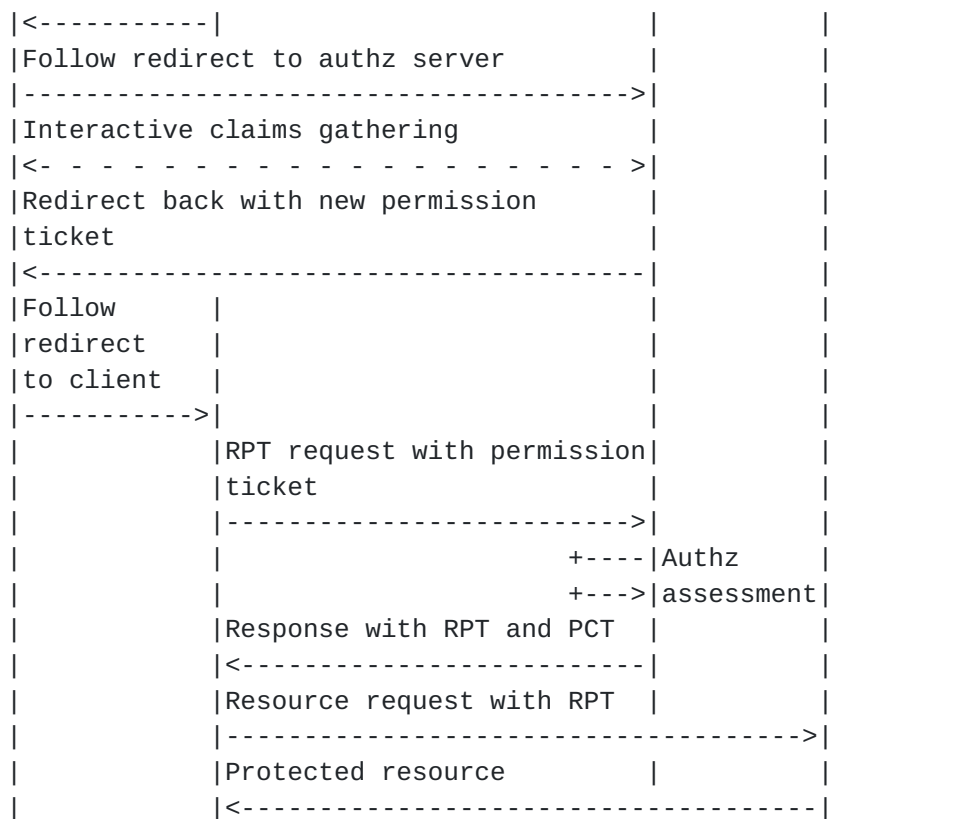 |<-----------|                           |          |
|Follow redirect to authz server         |          |
|--------------------------------------->|          |
|Interactive claims gathering            |          |
|<- - - - - - - - - - - - - - - - - - - >|          |
|Redirect back with new permission       |          |
|ticket                                  |          |
|<---------------------------------------|          |
|Follow      |                           |          |
|redirect    |                           |          |
|to client   |                           |          |
|----------->|                           |          |
|            |RPT request with permission|          |
|            |ticket                     |          |
|            |-------------------------->|          |
|            |                      +----|Authz     |
|            |                      +--->|assessment|
|            |Response with RPT and PCT  |          |
|            |<--------------------------|          |
|            |Resource request with RPT  |          |
|            |------------------------------------->|
|            |Protected resource         |          |
|            |<-------------------------------------|